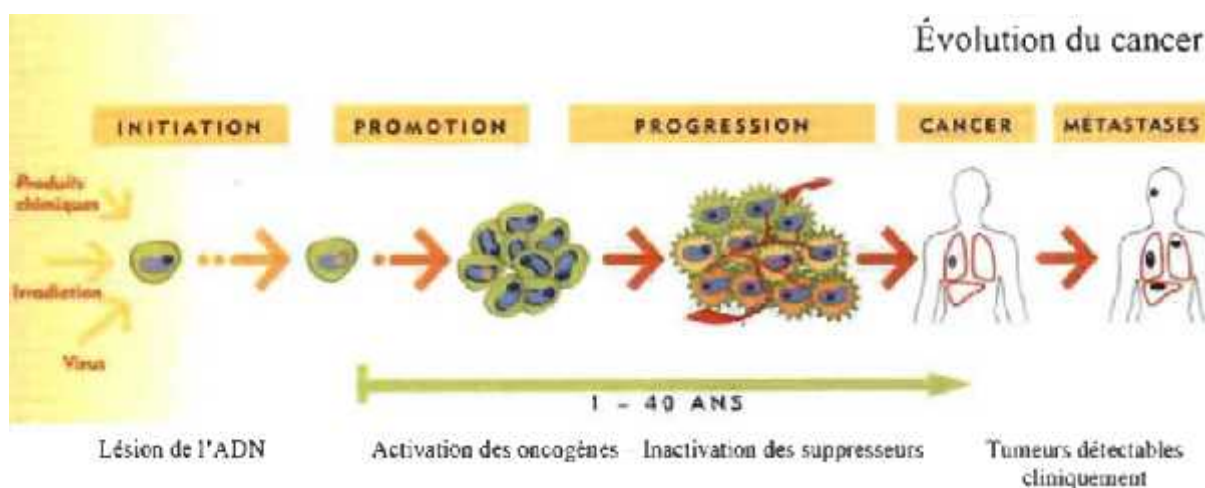 Évolution du cancer
INITIATION
PROMOTION
PROGRESSION
CANCER
MÉTASTASES
Produits
chimiques
Irradiation
Virus
1 - 40 ANS
Lésion de l'ADN
Activation des oncogènes
Inactivation des suppresseurs
Tumeurs détectables
cliniquement